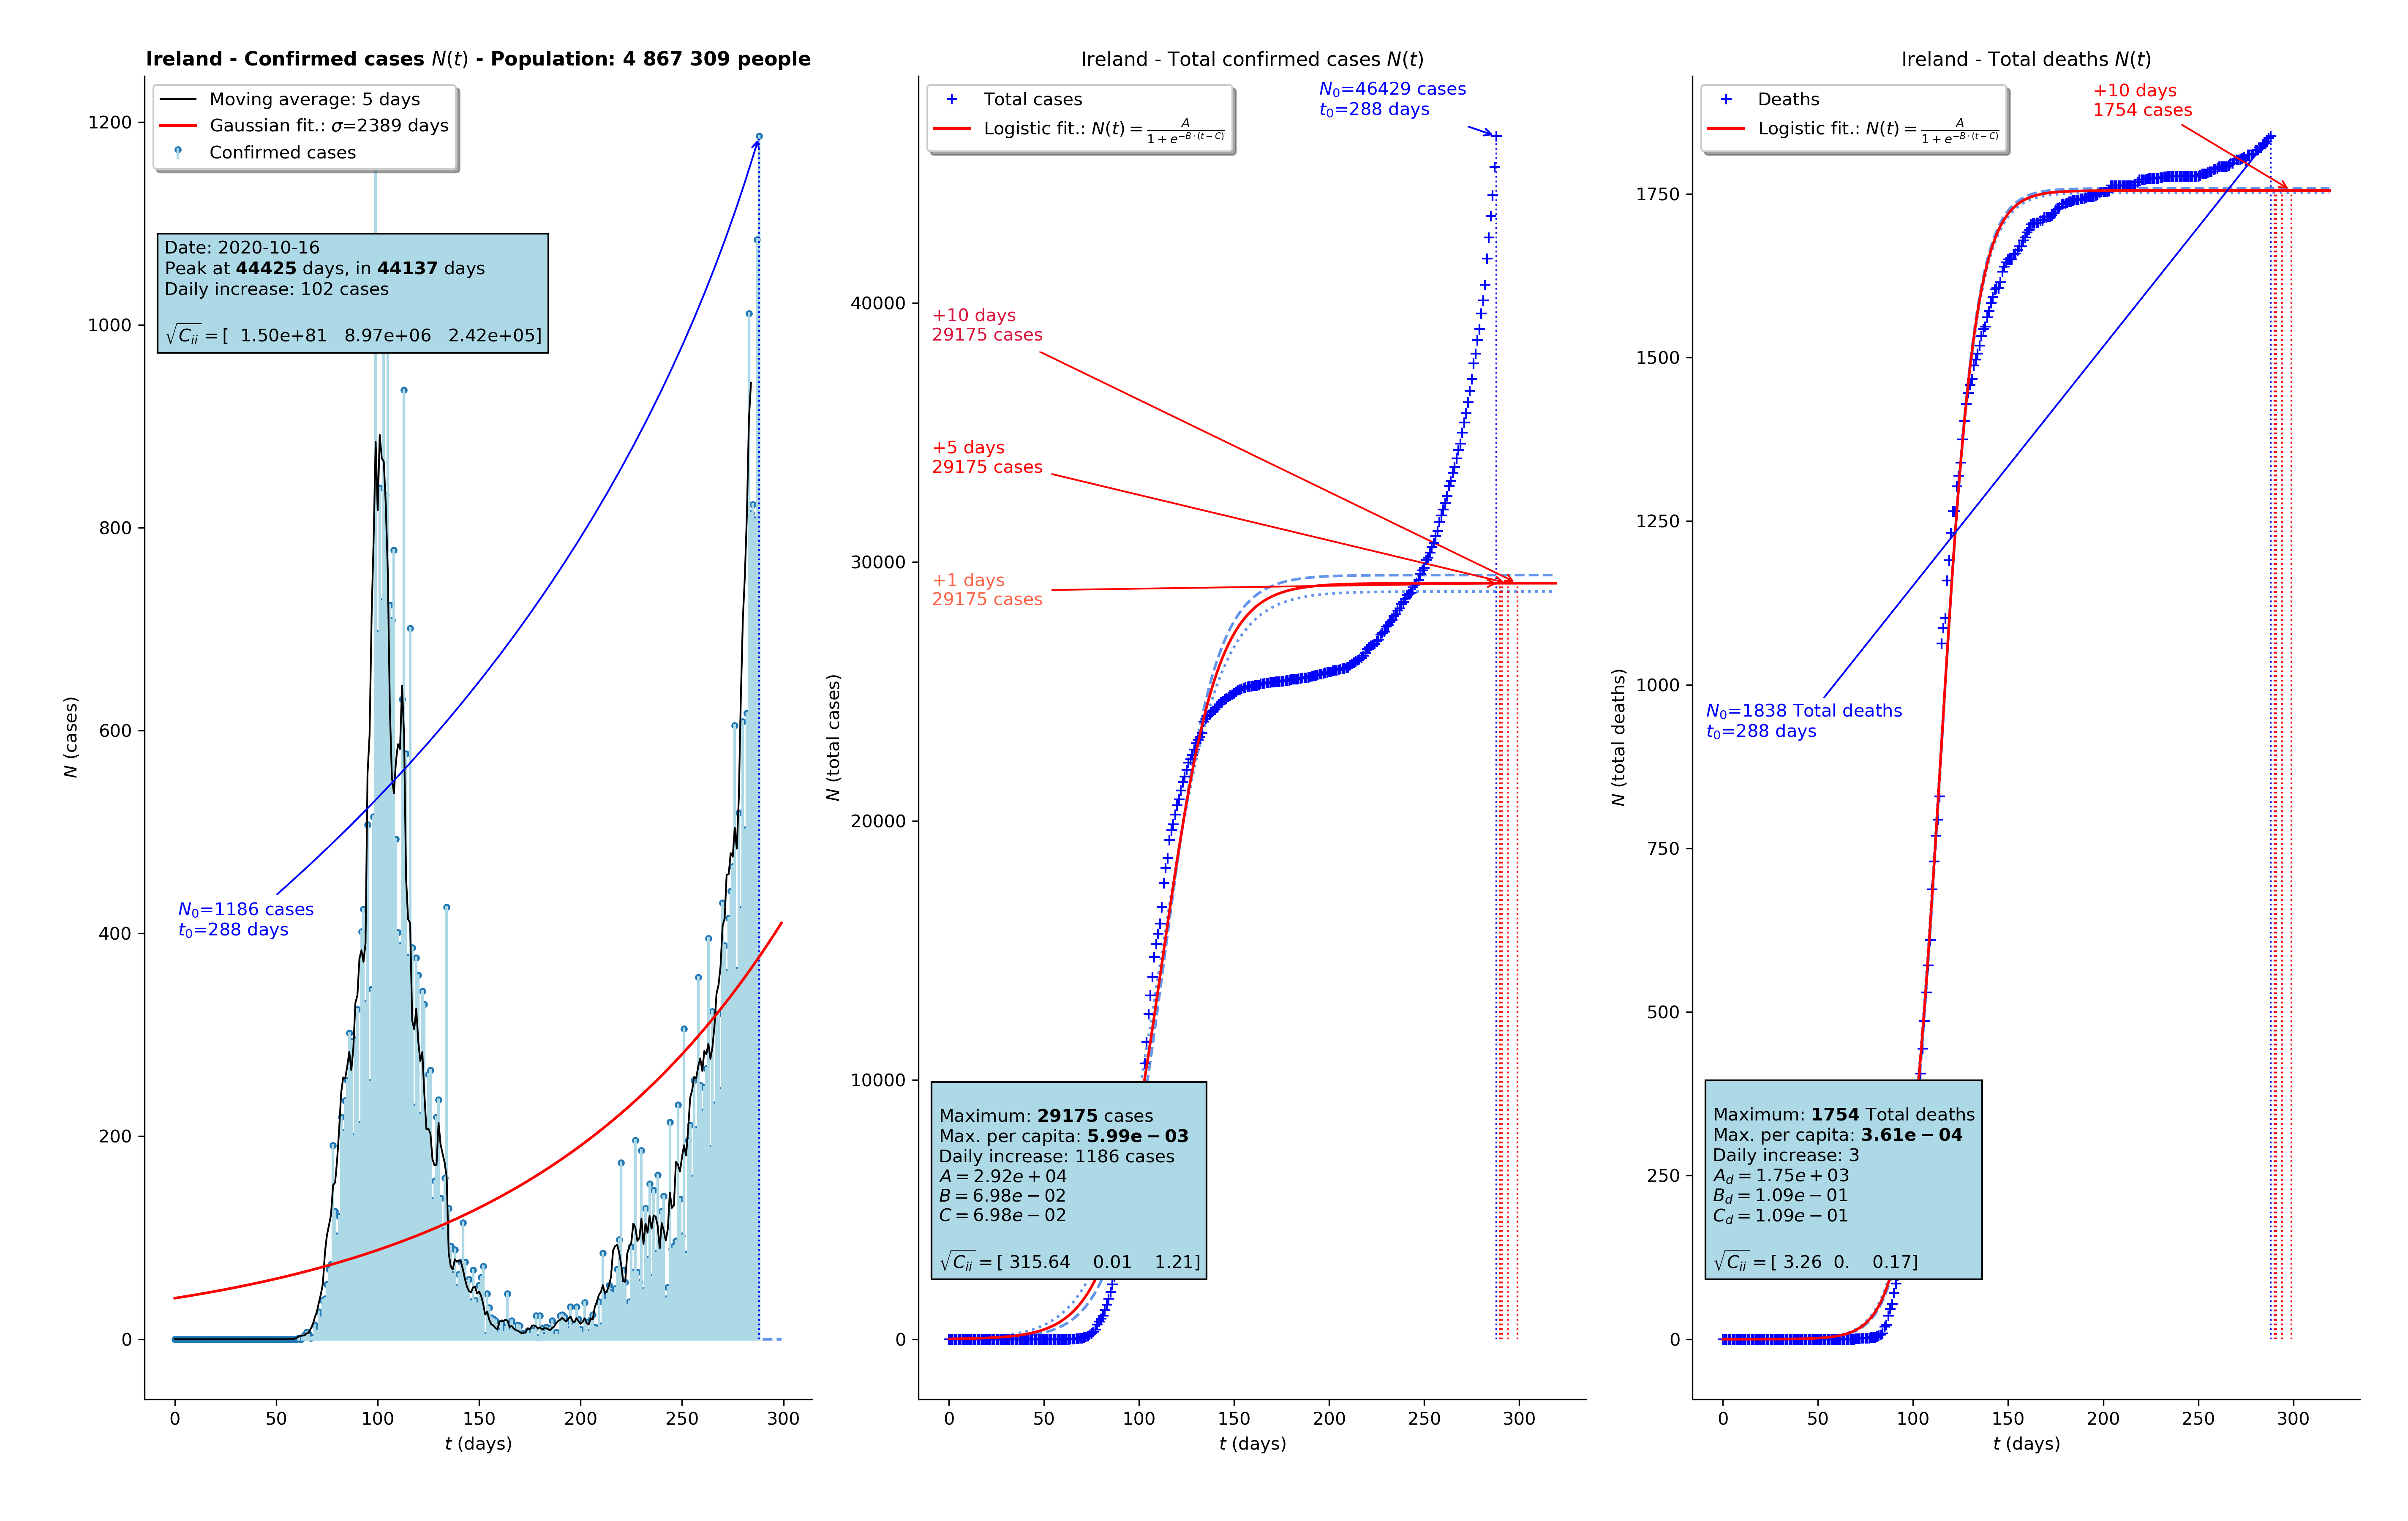 Ireland - Confirmed cases N(t) - Population: 4 867 309 people
Moving average: 5 days
Gaussian fit.: σ=2389 days
Confirmed cases
Date: 2020-10-16
Peak at 44425 days, in 44137 days
Daily increase: 102 cases
√Cᵢᵢ = [ 1.50e+81 8.97e+06 2.42e+05]
N₀=1186 cases
t₀=288 days
1200
1000
800
600
400
200
0
N (cases)
0 50 100 150 200 250 300
t (days)
Ireland - Total confirmed cases N(t)
Total cases
Logistic fit.: N(t) = A / (1 + e^(−B·(t−C)))
N₀=46429 cases
t₀=288 days
+10 days
29175 cases
+5 days
29175 cases
+1 days
29175 cases
Maximum: 29175 cases
Max. per capita: 5.99e − 03
Daily increase: 1186 cases
A = 2.92e + 04
B = 6.98e − 02
C = 6.98e − 02
√Cᵢᵢ = [ 315.64 0.01 1.21]
40000
30000
20000
10000
0
N (total cases)
0 50 100 150 200 250 300
t (days)
Ireland - Total deaths N(t)
Deaths
Logistic fit.: N(t) = A / (1 + e^(−B·(t−C)))
+10 days
1754 cases
N₀=1838 Total deaths
t₀=288 days
Maximum: 1754 Total deaths
Max. per capita: 3.61e − 04
Daily increase: 3
A_d = 1.75e + 03
B_d = 1.09e − 01
C_d = 1.09e − 01
√Cᵢᵢ = [ 3.26 0. 0.17]
1750
1500
1250
1000
750
500
250
0
N (total deaths)
0 50 100 150 200 250 300
t (days)